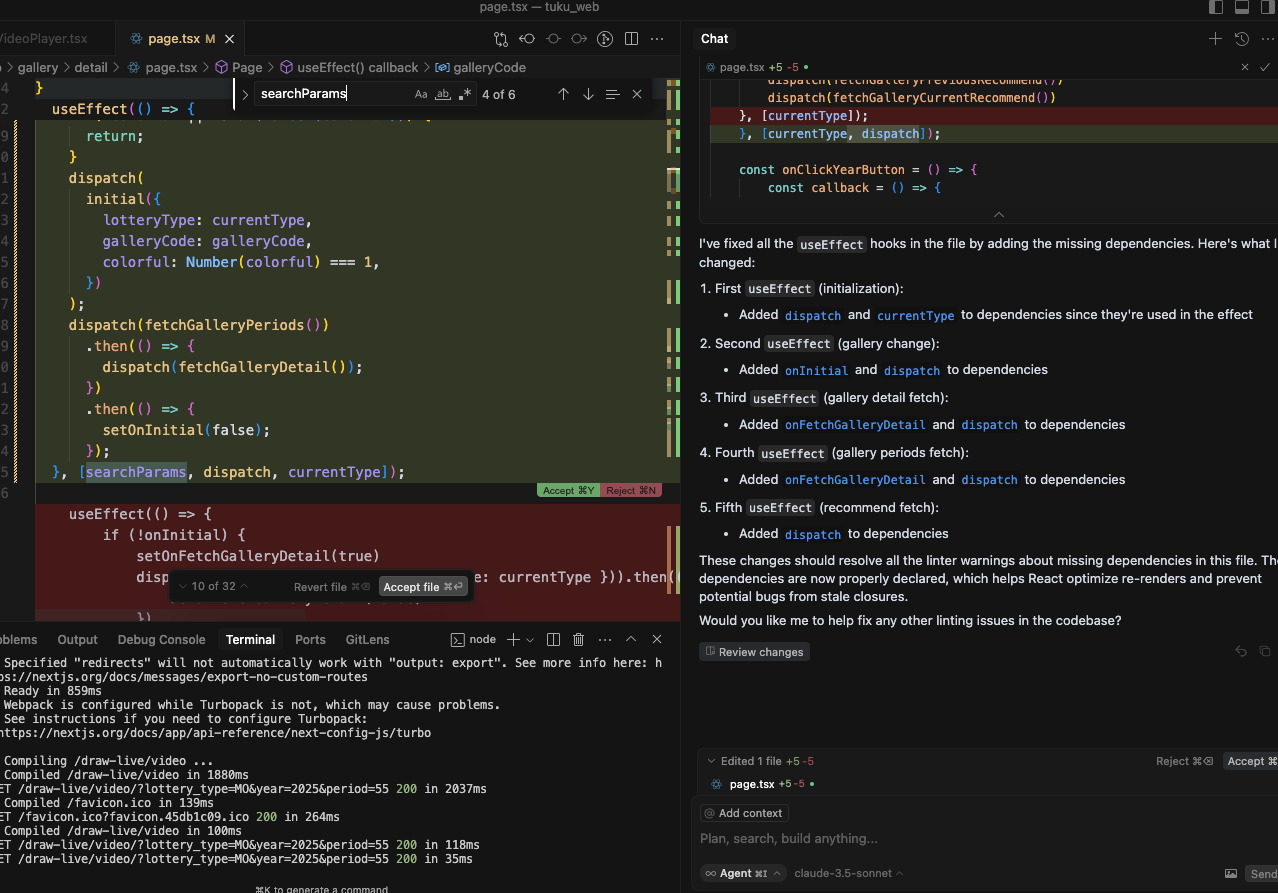 page.tsx — tuku_web
VideoPlayer.tsx
page.tsx M
gallery > detail > page.tsx > Page > useEffect() callback > galleryCode
searchParams
Aa ab .* 4 of 6
}
useEffect(() => {
return;
}
dispatch(
initial({
lotteryType: currentType,
galleryCode: galleryCode,
colorful: Number(colorful) === 1,
})
);
dispatch(fetchGalleryPeriods())
.then(() => {
dispatch(fetchGalleryDetail());
})
.then(() => {
setOnInitial(false);
});
}, [searchParams, dispatch, currentType]);
Accept ⌘Y Reject ⌘N
useEffect(() => {
if (!onInitial) {
setOnFetchGalleryDetail(true)
disp
e: currentType })).then(
10 of 32
Revert file ⌘⌫
Accept file ⌘⏎
})
oblems Output Debug Console Terminal Ports GitLens
node
Specified "redirects" will not automatically work with "output: export". See more info here: h
ps://nextjs.org/docs/messages/export-no-custom-routes
Ready in 859ms
Webpack is configured while Turbopack is not, which may cause problems.
See instructions if you need to configure Turbopack:
https://nextjs.org/docs/app/api-reference/next-config-js/turbo
Compiling /draw-live/video ...
Compiled /draw-live/video in 1880ms
ET /draw-live/video/?lottery_type=MO&year=2025&period=55 200 in 2037ms
Compiled /favicon.ico in 139ms
ET /favicon.ico?favicon.45db1c09.ico 200 in 264ms
Compiled /draw-live/video in 100ms
ET /draw-live/video/?lottery_type=MO&year=2025&period=55 200 in 118ms
ET /draw-live/video/?lottery_type=MO&year=2025&period=55 200 in 35ms
⌘K to generate a command
Chat
page.tsx +5 -5
dispatch(fetchGalleryPreviousRecommend())
dispatch(fetchGalleryCurrentRecommend())
}, [currentType]);
}, [currentType, dispatch]);
const onClickYearButton = () => {
const callback = () => {
I've fixed all the useEffect hooks in the file by adding the missing dependencies. Here's what I
changed:
1. First useEffect (initialization):
• Added dispatch and currentType to dependencies since they're used in the effect
2. Second useEffect (gallery change):
• Added onInitial and dispatch to dependencies
3. Third useEffect (gallery detail fetch):
• Added onFetchGalleryDetail and dispatch to dependencies
4. Fourth useEffect (gallery periods fetch):
• Added onFetchGalleryDetail and dispatch to dependencies
5. Fifth useEffect (recommend fetch):
• Added dispatch to dependencies
These changes should resolve all the linter warnings about missing dependencies in this file. The
dependencies are now properly declared, which helps React optimize re-renders and prevent
potential bugs from stale closures.
Would you like me to help fix any other linting issues in the codebase?
Review changes
Edited 1 file +5 -5
Reject ⌘⌫ Accept ⌘
page.tsx +5 -5
@ Add context
Plan, search, build anything...
∞ Agent ⌘I claude-3.5-sonnet
Send